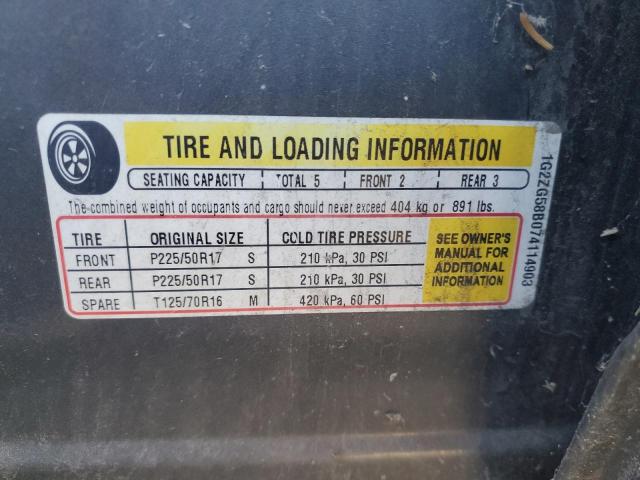 TIRE AND LOADING INFORMATION
SEATING CAPACITY TOTAL 5 FRONT 2 REAR 3
The combined weight of occupants and cargo should never exceed 404 kg or 891 lbs.
TIRE ORIGINAL SIZE COLD TIRE PRESSURE
FRONT P225/50R17 S 210 kPa, 30 PSI
REAR P225/50R17 S 210 kPa, 30 PSI
SPARE T125/70R16 M 420 kPa, 60 PSI
SEE OWNER'S
MANUAL FOR
ADDITIONAL
INFORMATION
1G2ZG58B074114903